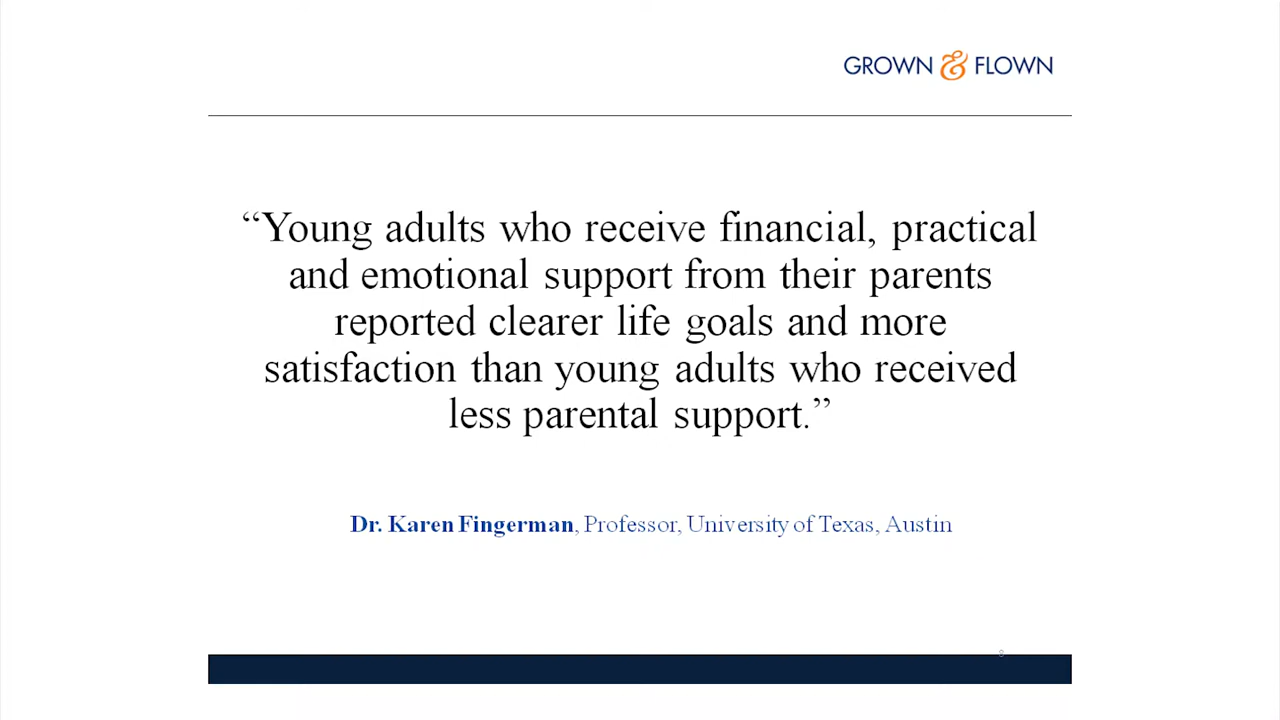 GROWN & FLOWN
“Young adults who receive financial, practical
and emotional support from their parents
reported clearer life goals and more
satisfaction than young adults who received
less parental support.”
Dr. Karen Fingerman, Professor, University of Texas, Austin
8